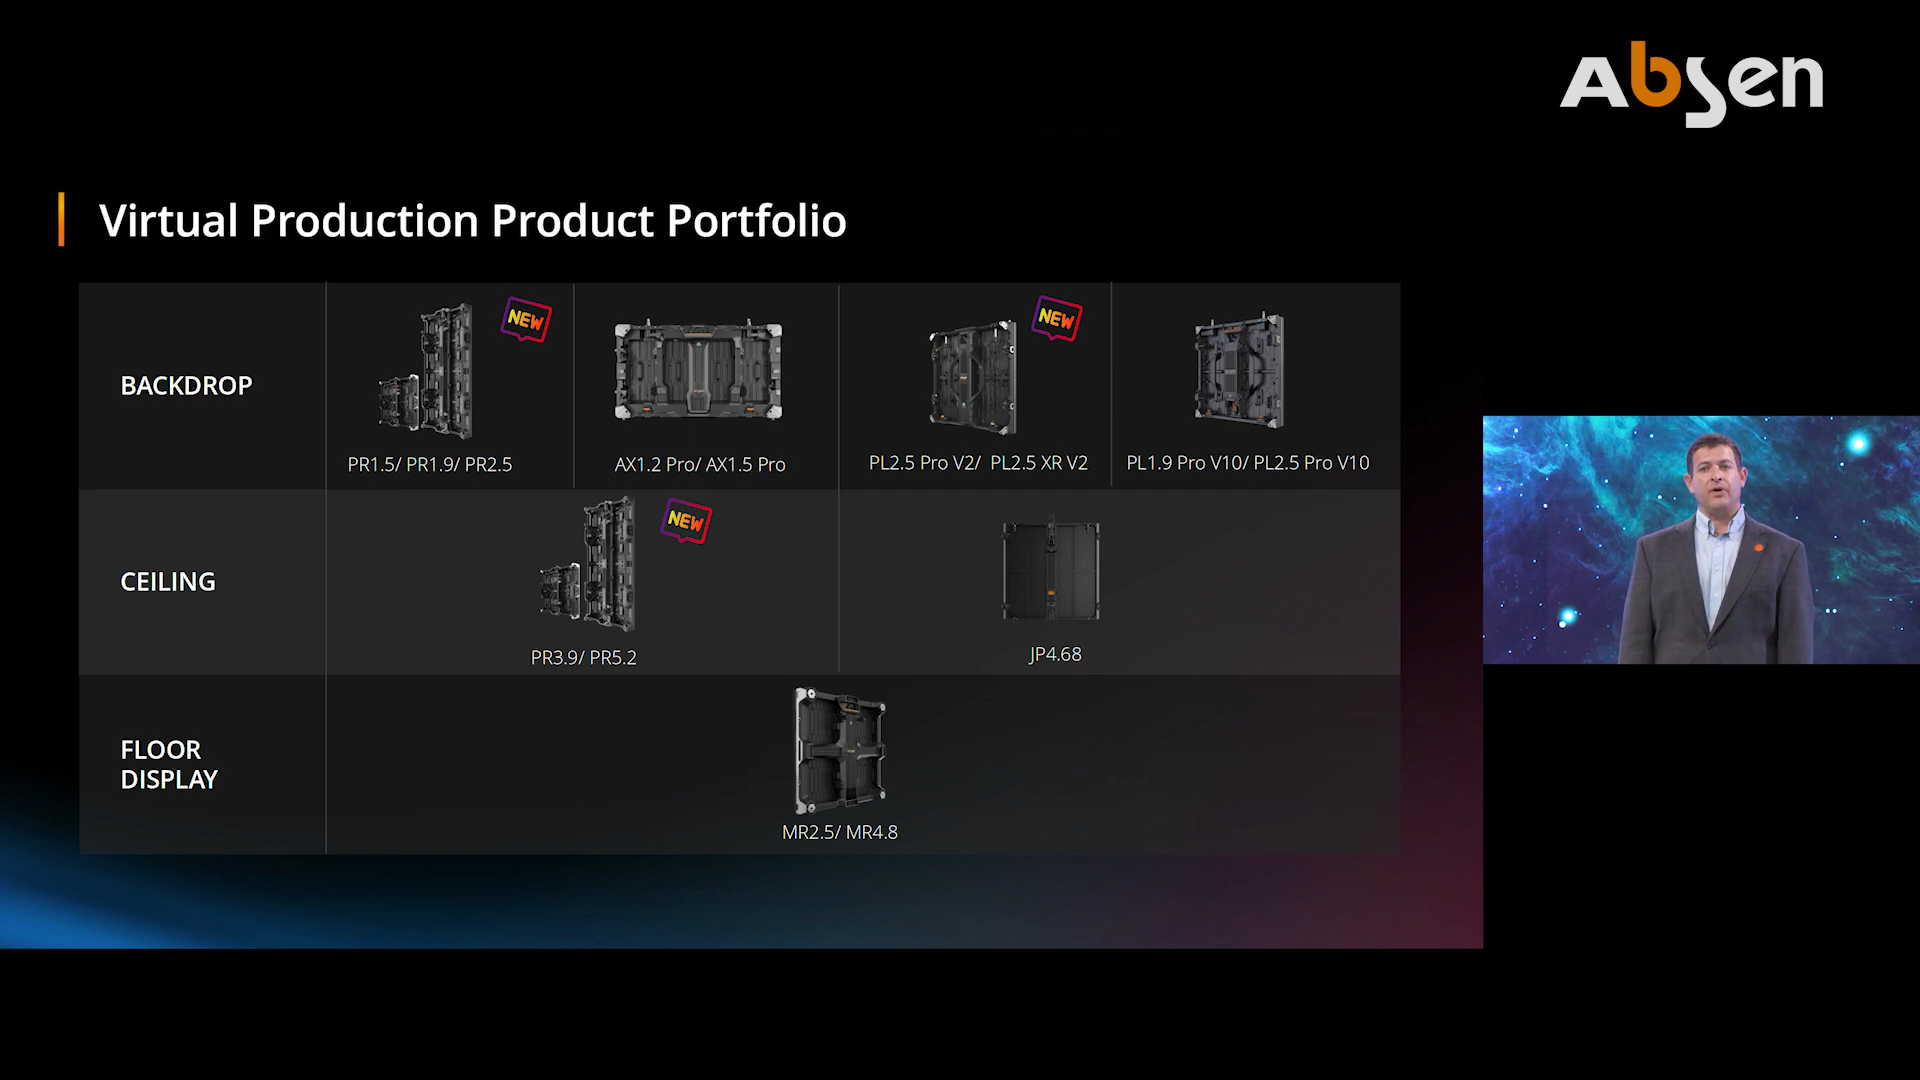 Absen
Virtual Production Product Portfolio
BACKDROP
NEW
PR1.5/ PR1.9/ PR2.5
AX1.2 Pro/ AX1.5 Pro
NEW
PL2.5 Pro V2/ PL2.5 XR V2
PL1.9 Pro V10/ PL2.5 Pro V10
CEILING
NEW
PR3.9/ PR5.2
JP4.68
FLOOR
DISPLAY
MR2.5/ MR4.8